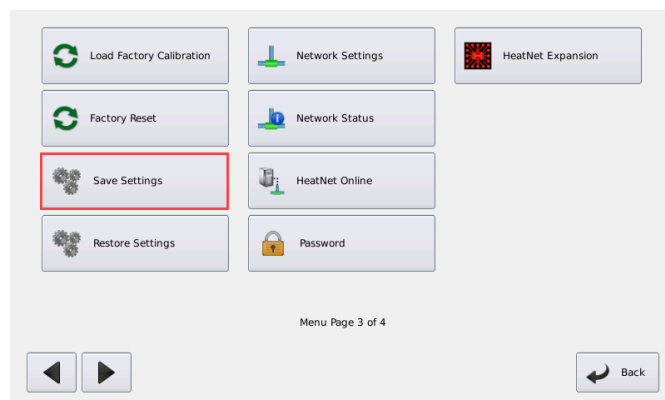 Load Factory Calibration
Network Settings
HeatNet Expansion
Factory Reset
Network Status
Save Settings
HeatNet Online
Restore Settings
Password
Menu Page 3 of 4
Back